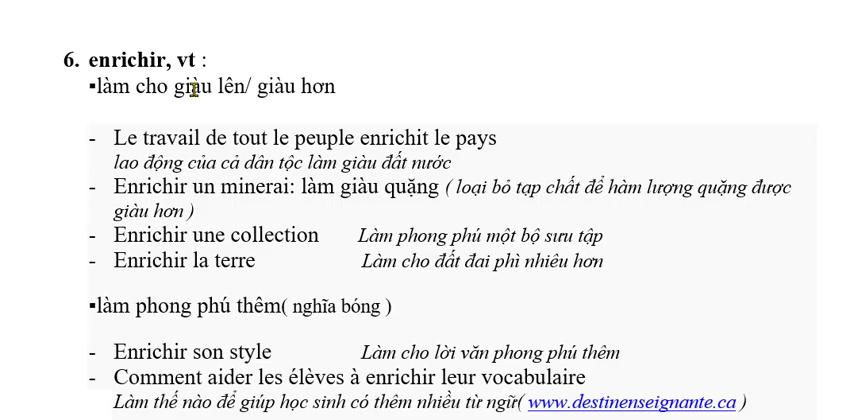 6. enrichir, vt :
▪làm cho giàu lên/ giàu hơn
- Le travail de tout le peuple enrichit le pays
lao động của cả dân tộc làm giàu đất nước
- Enrichir un minerai: làm giàu quặng ( loại bỏ tạp chất để hàm lượng quặng được
giàu hơn )
- Enrichir une collection Làm phong phú một bộ sưu tập
- Enrichir la terre Làm cho đất đai phì nhiêu hơn
▪làm phong phú thêm( nghĩa bóng )
- Enrichir son style Làm cho lời văn phong phú thêm
- Comment aider les élèves à enrichir leur vocabulaire
Làm thế nào để giúp học sinh có thêm nhiều từ ngữ( www.destinenseignante.ca )